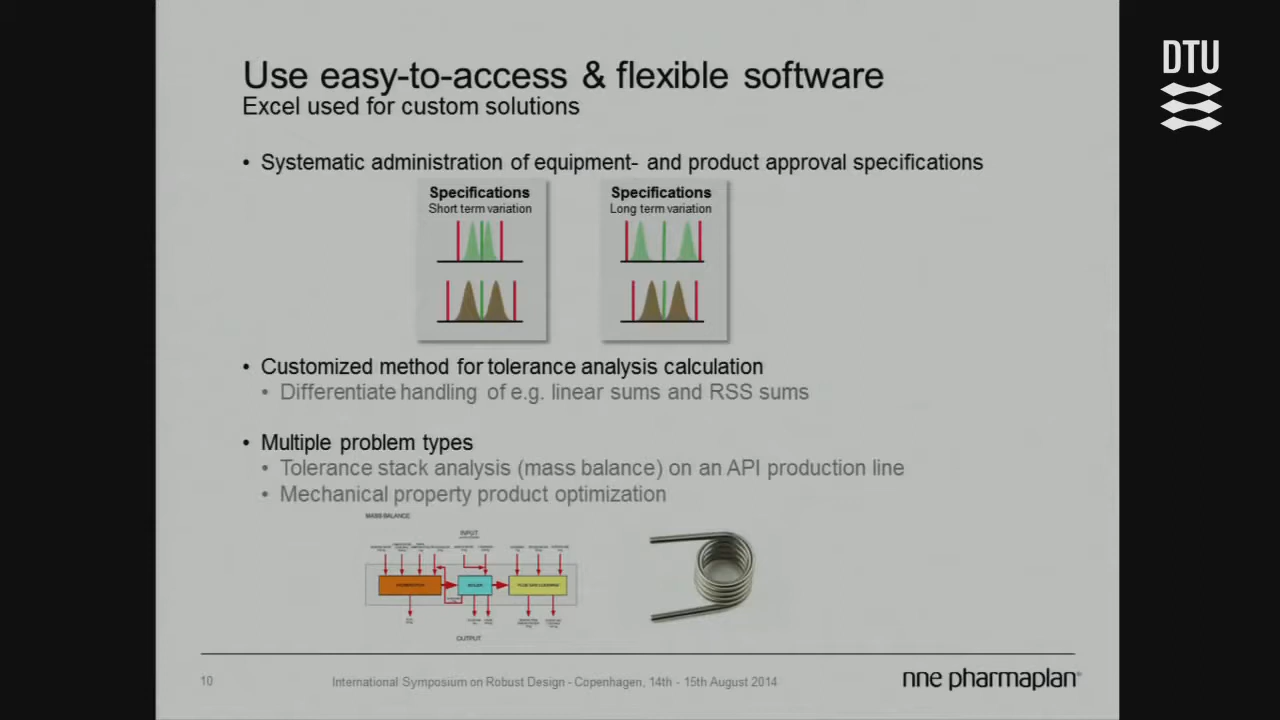 Use easy-to-access & flexible software
Excel used for custom solutions
DTU
• Systematic administration of equipment- and product approval specifications
Specifications
Short term variation
Specifications
Long term variation
• Customized method for tolerance analysis calculation
• Differentiate handling of e.g. linear sums and RSS sums
• Multiple problem types
• Tolerance stack analysis (mass balance) on an API production line
• Mechanical property product optimization
MASS BALANCE
INPUT
BOILER
OUTPUT
10
International Symposium on Robust Design - Copenhagen, 14th - 15th August 2014
nne pharmaplan®